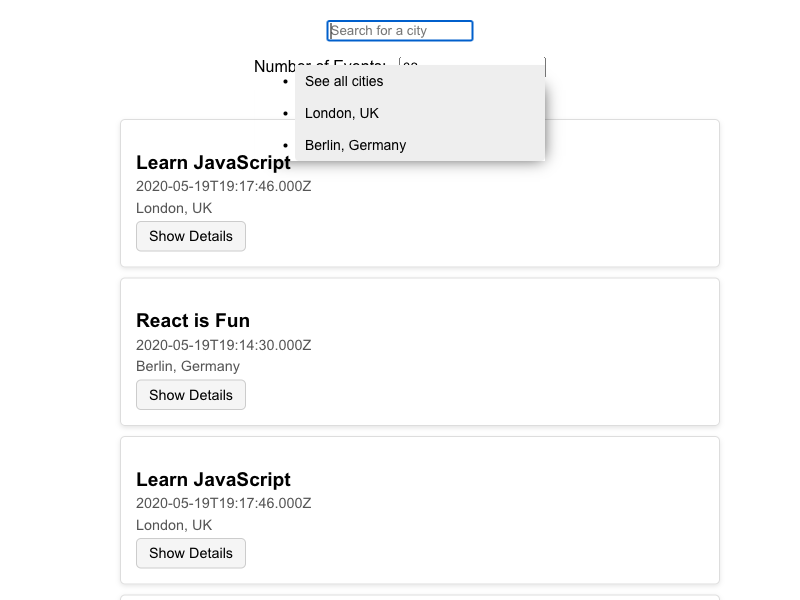 Search for a city
Number of Events:
See all cities
London, UK
Berlin, Germany
Learn JavaScript
2020-05-19T19:17:46.000Z
London, UK
Show Details
React is Fun
2020-05-19T19:14:30.000Z
Berlin, Germany
Show Details
Learn JavaScript
2020-05-19T19:17:46.000Z
London, UK
Show Details